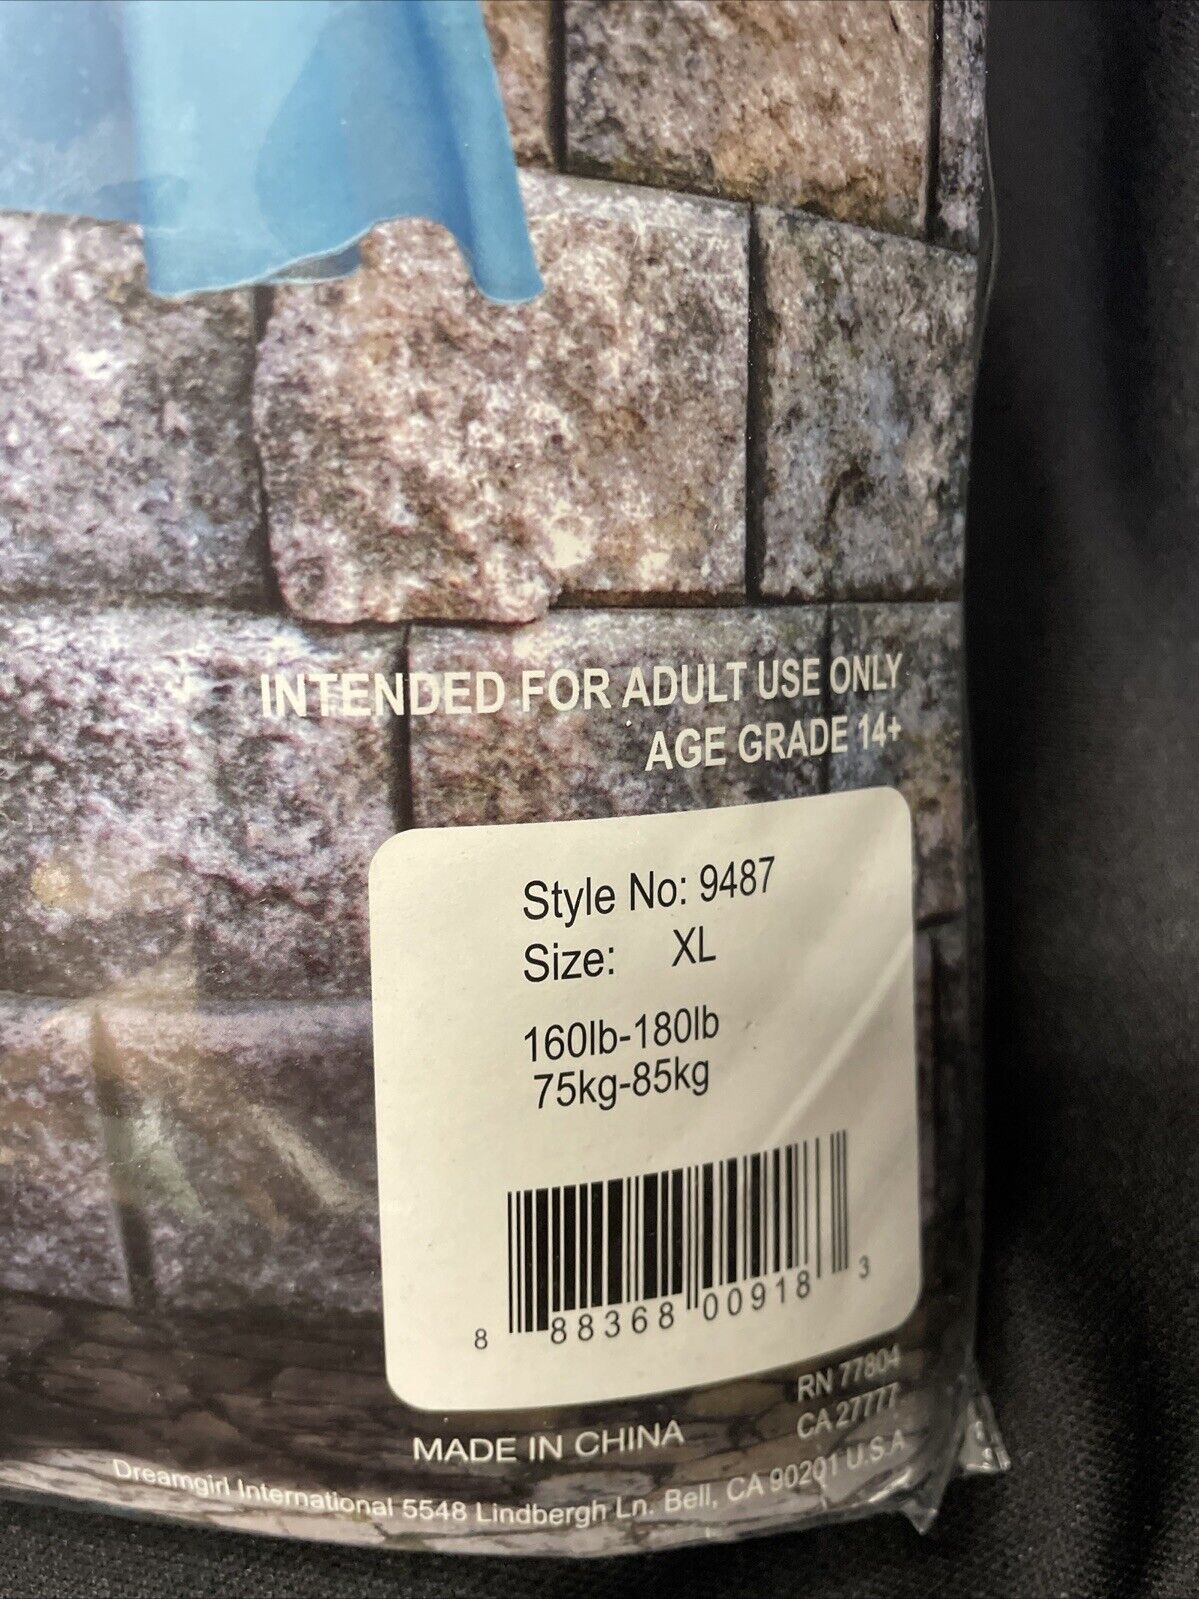 INTENDED FOR ADULT USE ONLY
AGE GRADE 14+
Style No: 9487
Size: XL
160lb-180lb
75kg-85kg
8 88368 00918 3
RN 77804
CA 27777
MADE IN CHINA
Dreamgirl International 5548 Lindbergh Ln. Bell, CA 90201 U.S.A